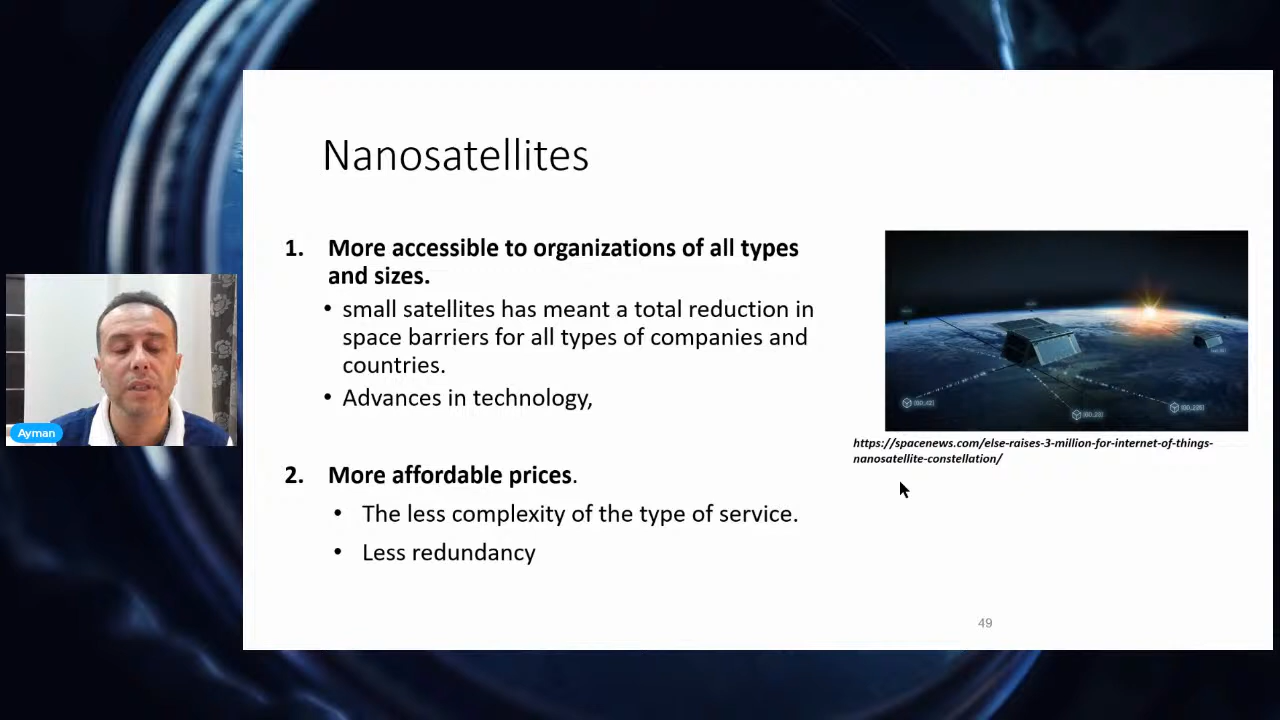 Nanosatellites
1. More accessible to organizations of all types
and sizes.
• small satellites has meant a total reduction in
space barriers for all types of companies and
countries.
• Advances in technology,
2. More affordable prices.
• The less complexity of the type of service.
• Less redundancy
https://spacenews.com/else-raises-3-million-for-internet-of-things-
nanosatellite-constellation/
49
Ayman